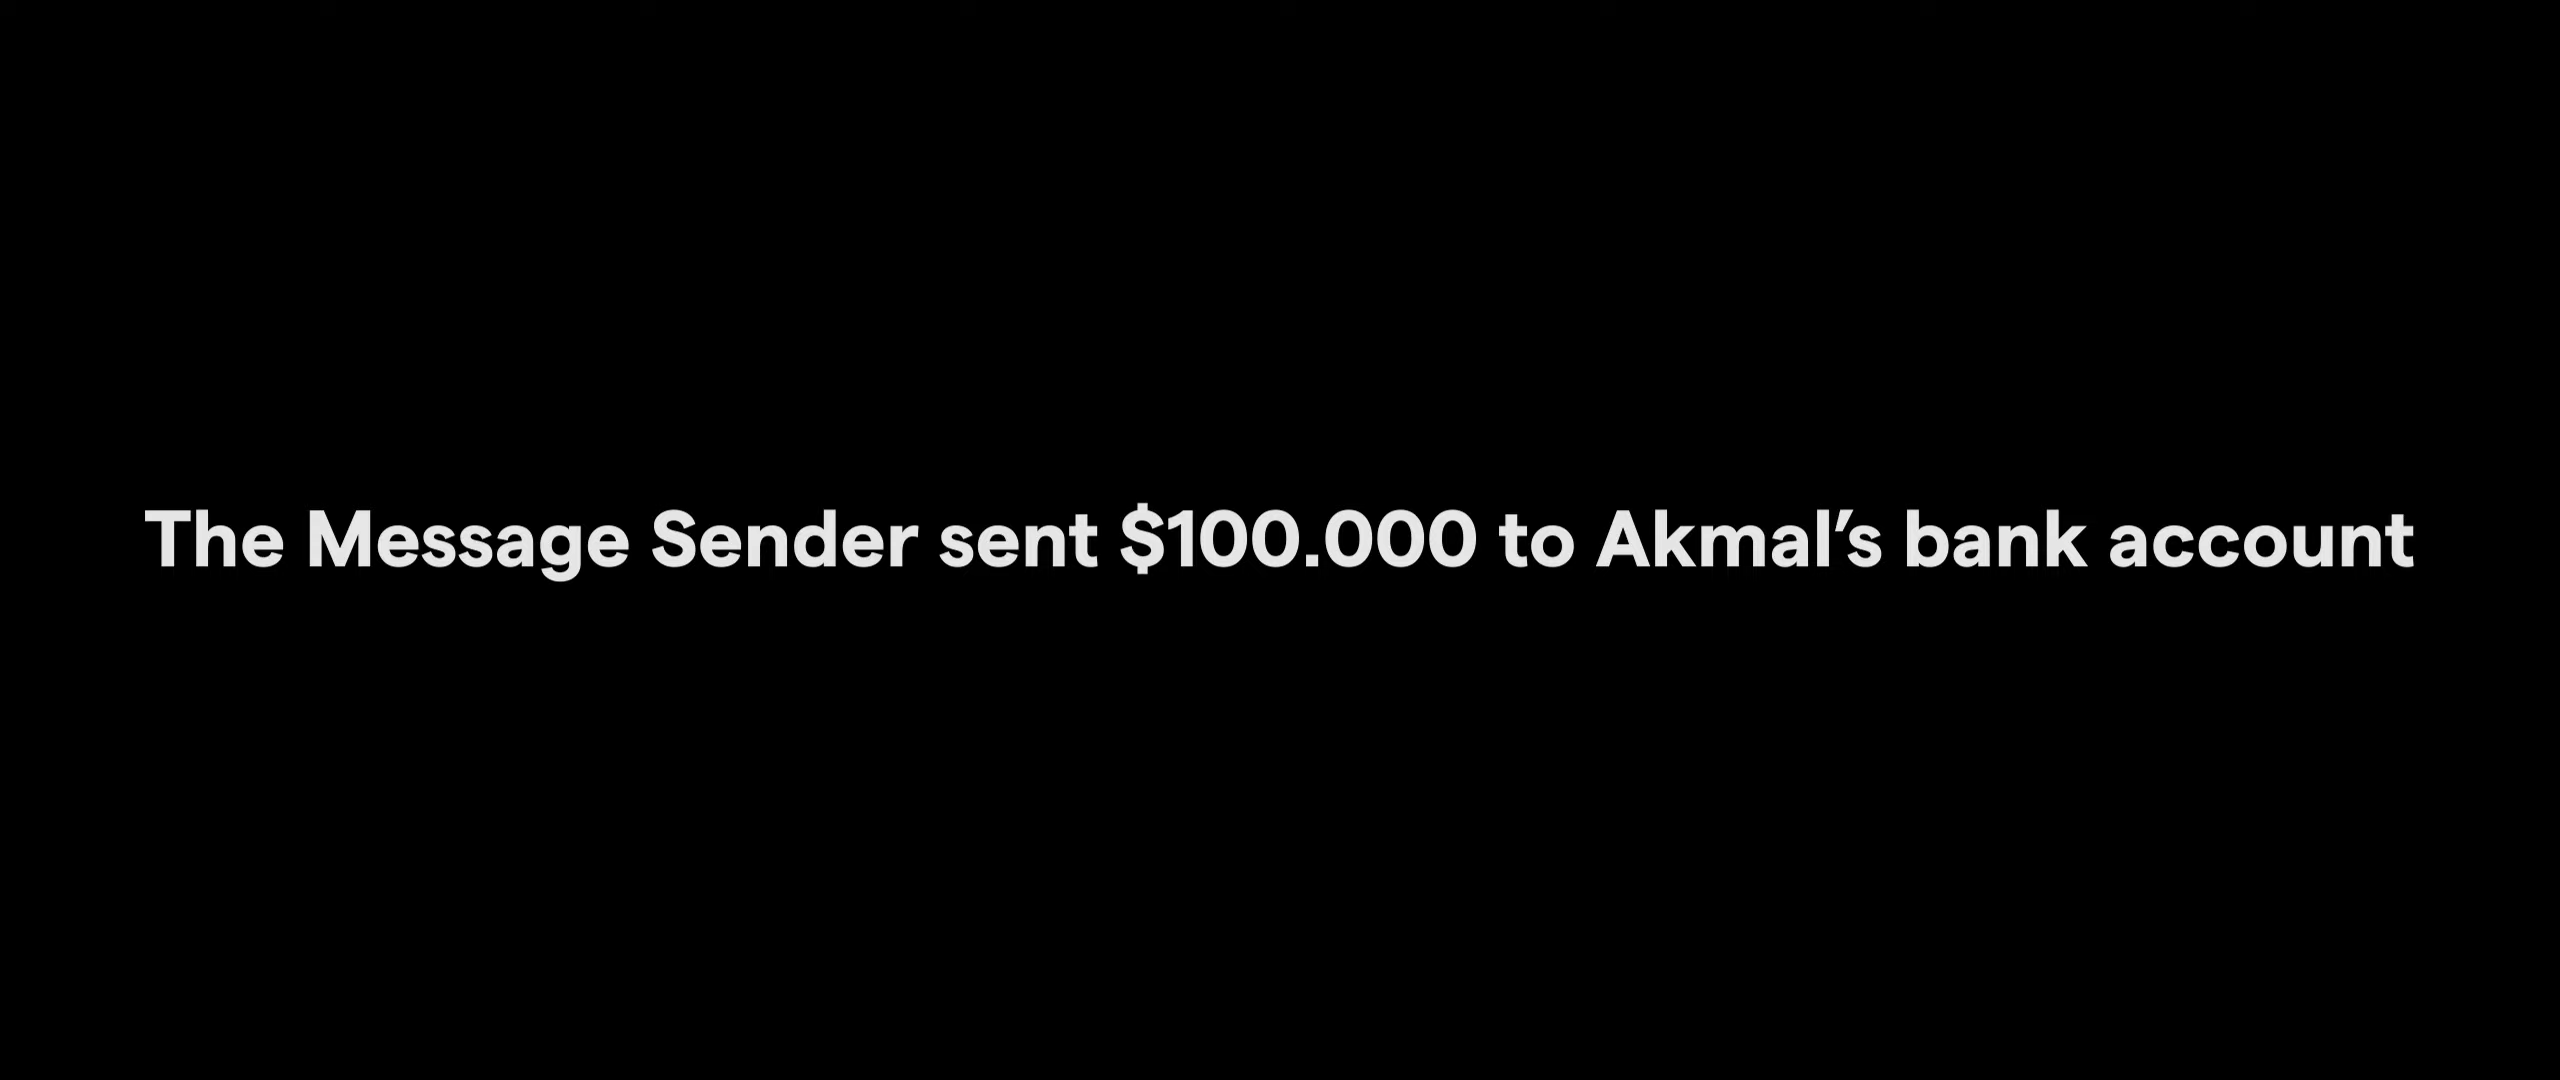 The Message Sender sent $100.000 to Akmal’s bank account